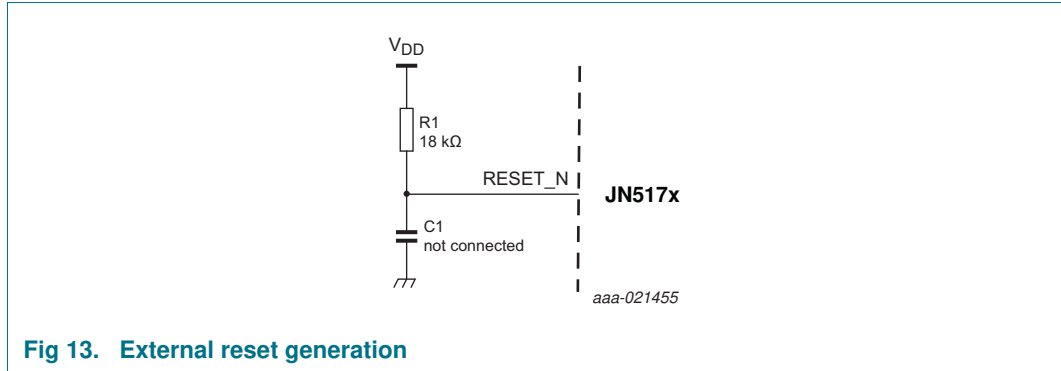 VDD
R1
18 kΩ
RESET_N
JN517x
C1
not connected
aaa-021455
Fig 13. External reset generation